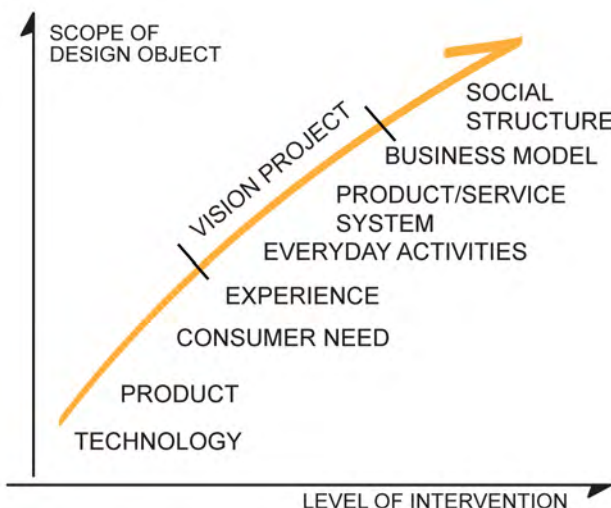 SCOPE OF
DESIGN OBJECT
SOCIAL
STRUCTURE
VISION PROJECT
BUSINESS MODEL
PRODUCT/SERVICE
SYSTEM
EVERYDAY ACTIVITIES
EXPERIENCE
CONSUMER NEED
PRODUCT
TECHNOLOGY
LEVEL OF INTERVENTION